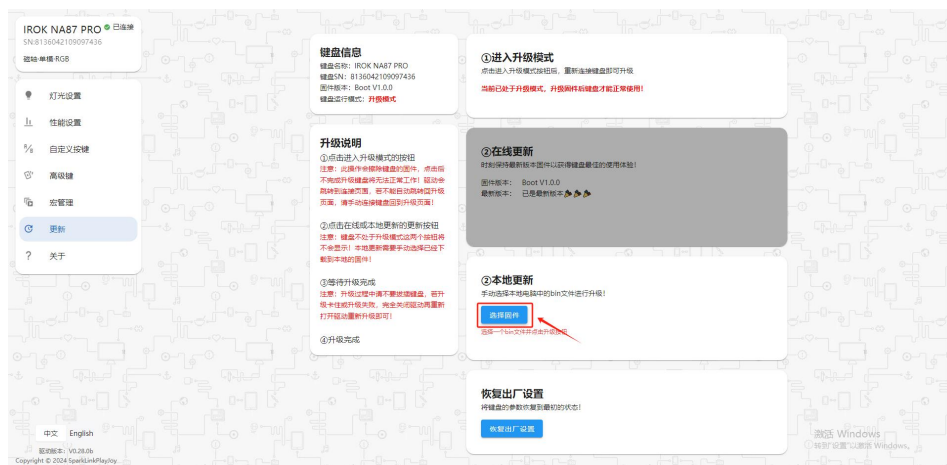 IROK NA87 PRO 已连接
SN:8136042109097436
磁轴·单模·RGB
灯光设置
性能设置
自定义按键
高级键
宏管理
更新
关于
中文 English
驱动版本：V0.28.0b
Copyright © 2024 SparkLinkPlayJoy
键盘信息
键盘名称：IROK NA87 PRO
键盘SN：8136042109097436
固件版本：Boot V1.0.0
键盘运行模式：升级模式
升级说明
①点击进入升级模式的按钮
注意：此操作会擦除键盘的固件，点击后
不完成升级键盘将无法正常工作！驱动会
跳转到连接页面，若不能自动跳转回升级
页面，请手动连接键盘回到升级页面！
②点击在线或本地更新的更新按钮
注意：键盘不处于升级模式这两个按钮将
不会显示！本地更新需要手动选择已经下
载到本地的固件！
③等待升级完成
注意：升级过程中请不要拔插键盘，若升
级卡住或升级失败，完全关闭驱动再重新
打开驱动重新升级即可！
④升级完成
①进入升级模式
点击进入升级模式按钮后，重新连接键盘即可升级
当前已处于升级模式，升级固件后键盘才能正常使用！
②在线更新
时刻保持最新版本固件以获得键盘最佳的使用体验！
固件版本： Boot V1.0.0
最新版本： 已是最新版本
②本地更新
手动选择本地电脑中的bin文件进行升级！
选择固件
选择一个bin文件并点击升级按钮
恢复出厂设置
将键盘的参数恢复到最初的状态！
恢复出厂设置
激活 Windows
转到"设置"以激活 Windows。